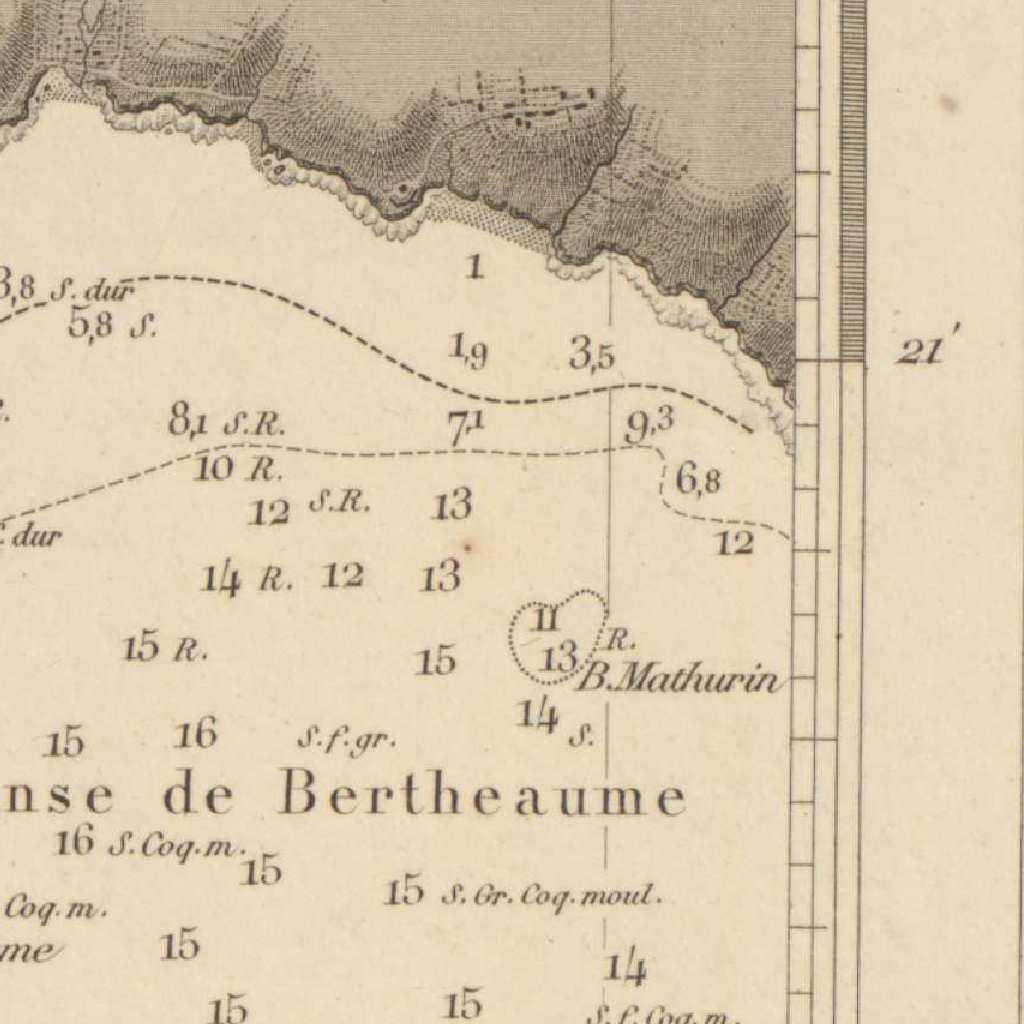 1
3,8 S. dur
5,8 S.
1,9 3,5
21'
8,1 S.R. 7,1 9,3
10 R.
6,8
12 S.R. 13
dur 12
14 R. 12 13
11
15 R. 15 13 R.
B. Mathurin
14 S.
15 16 S.f.gr.
nse de Bertheaume
16 S. Coq. m.
15
15 S. Gr. Coq. moul.
Coq. m.
me 15
14
15 15
S. f. Coq. m.